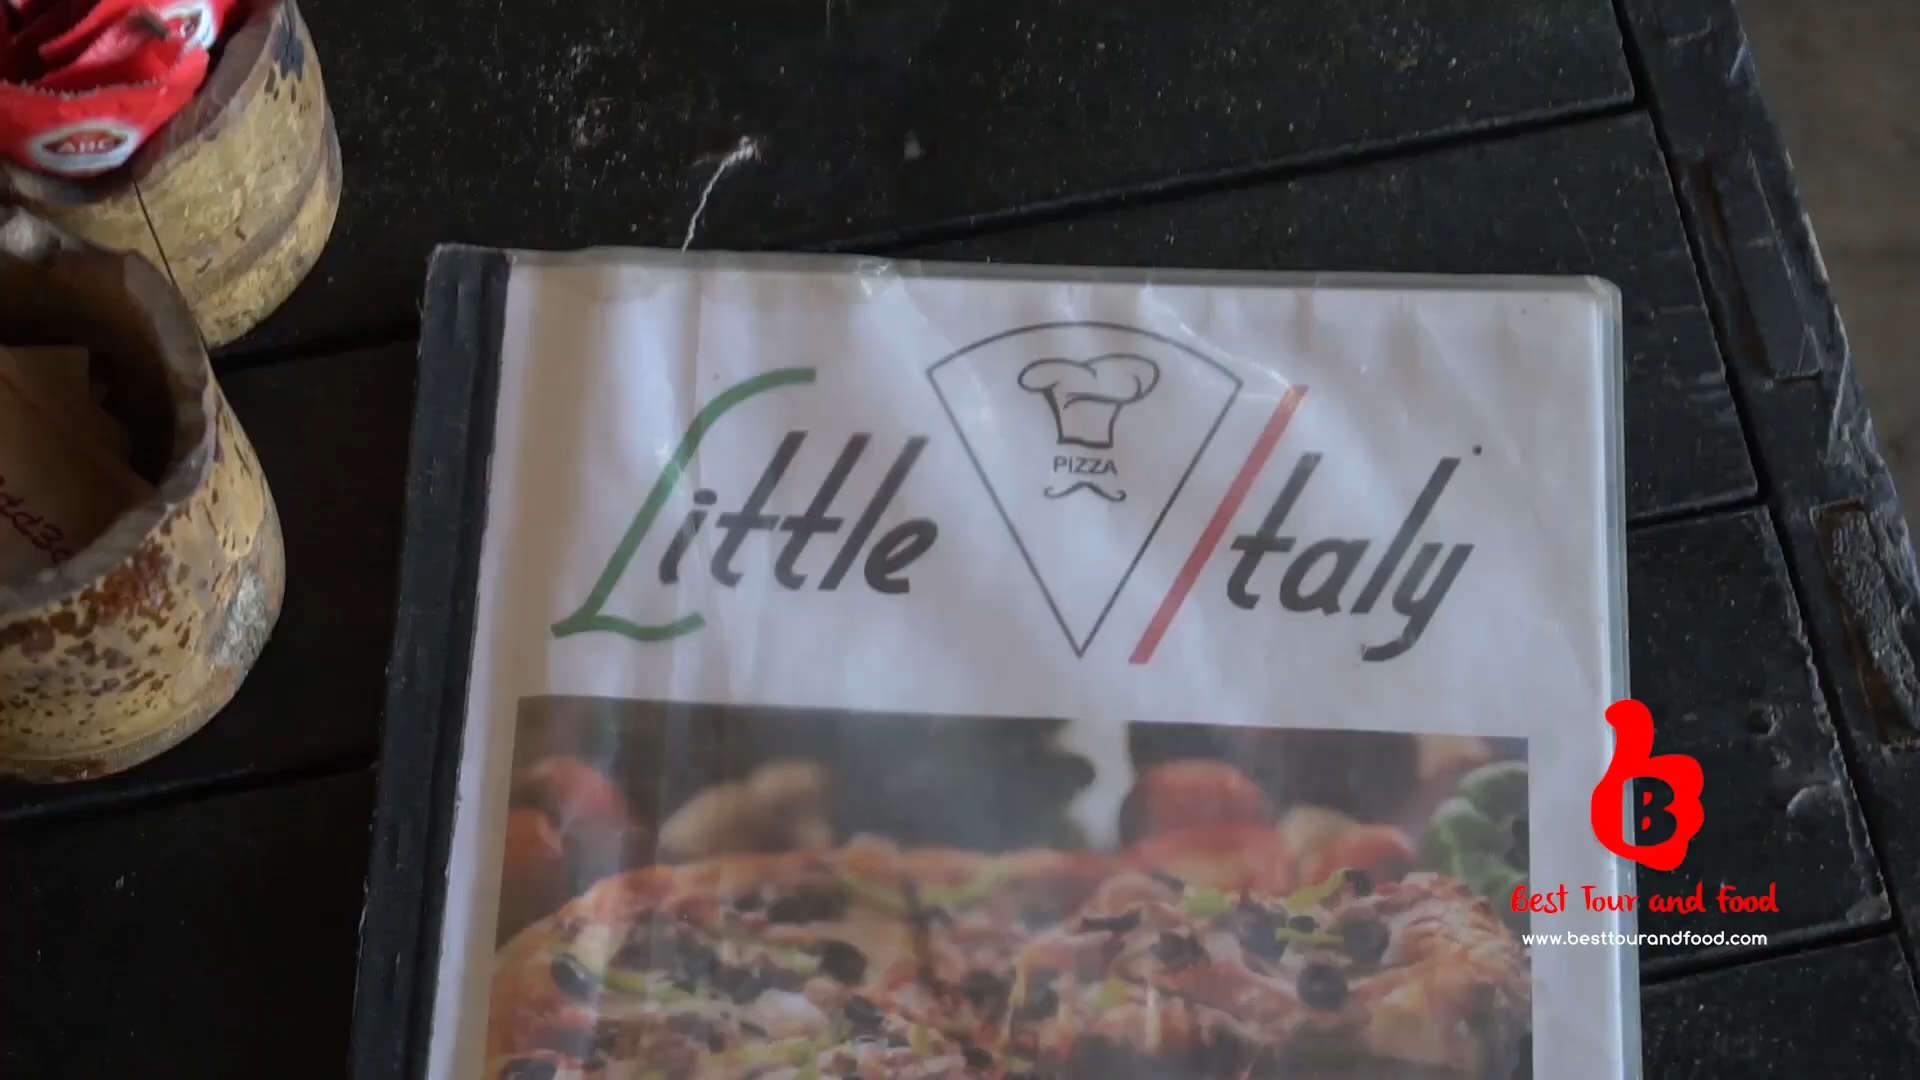 ABC
Little Italy
PIZZA
B
Best Tour and Food
www.besttourandfood.com